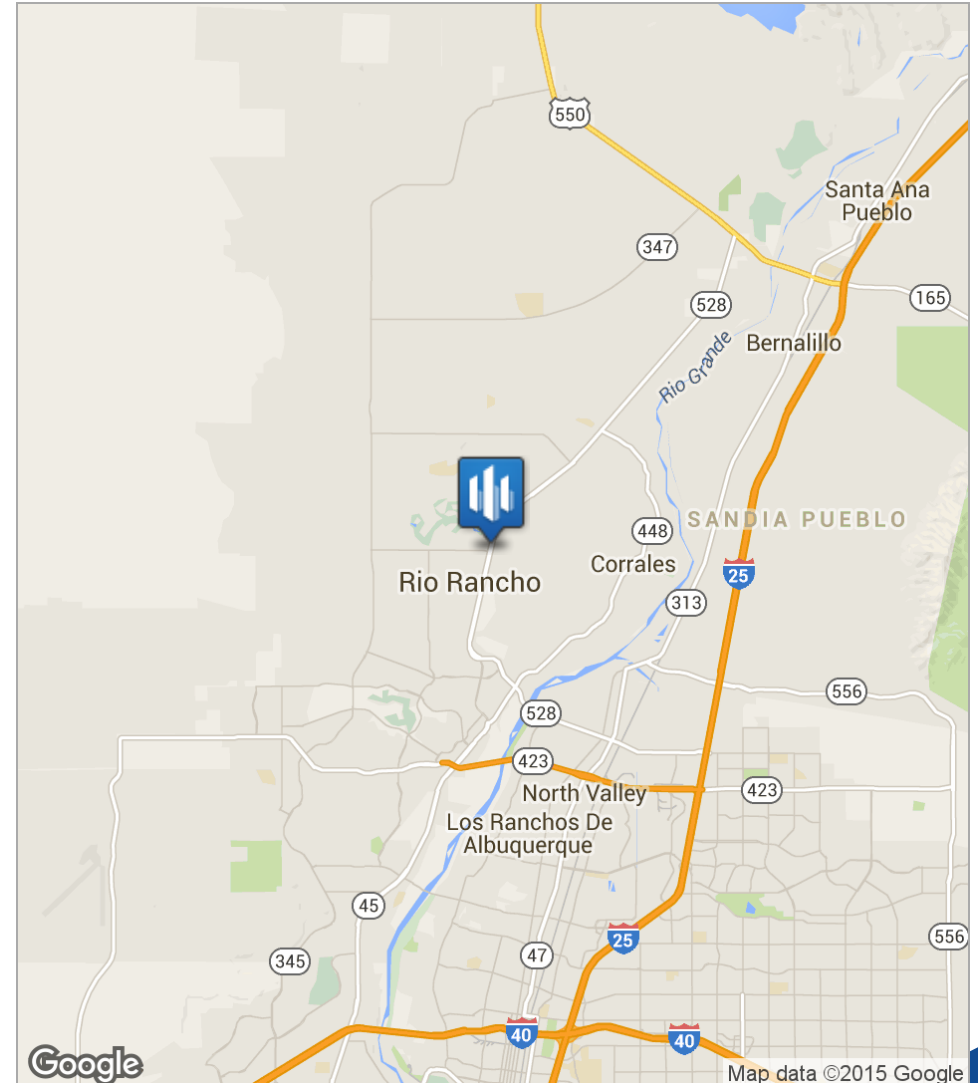 550
Santa Ana
Pueblo
347
528
165
Bernalillo
Rio Grande
SANDIA PUEBLO
448
Corrales
25
Rio Rancho
313
556
528
423
North Valley
423
Los Ranchos De
Albuquerque
45
25
556
47
345
40
40
Google
Map data ©2015 Google